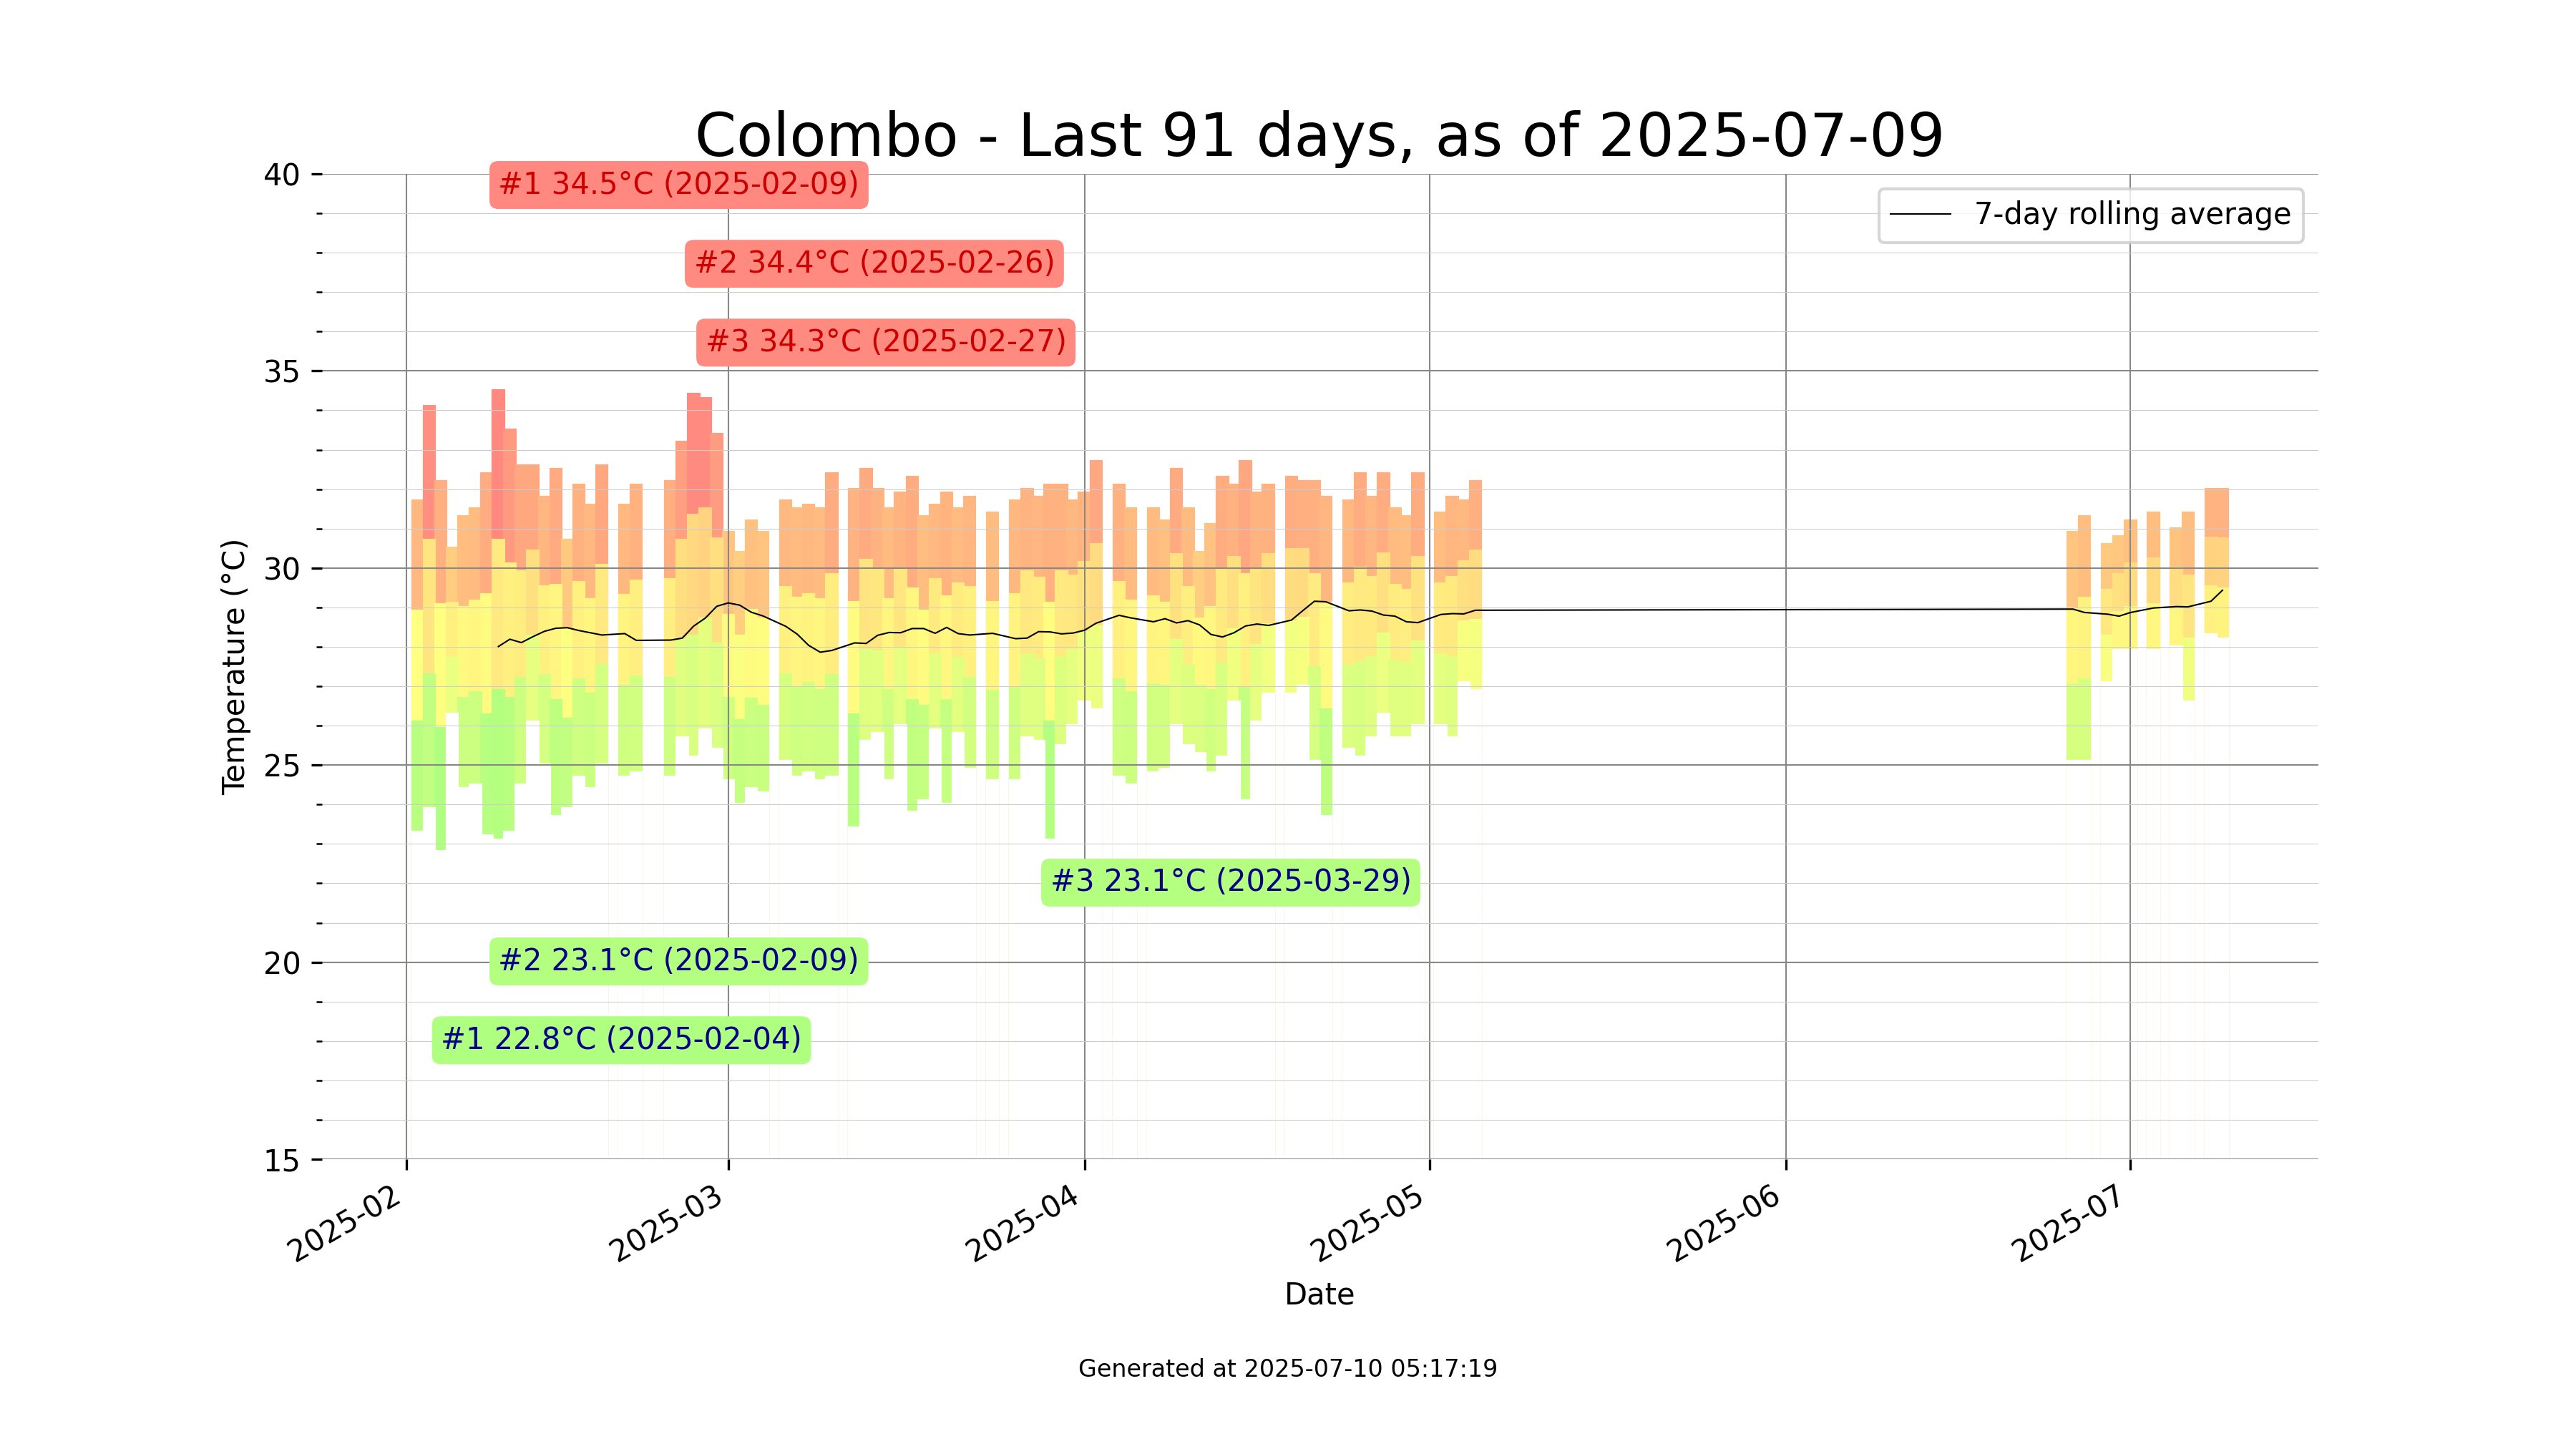 Colombo - Last 91 days, as of 2025-07-09
7-day rolling average
#1 34.5°C (2025-02-09)
#2 34.4°C (2025-02-26)
#3 34.3°C (2025-02-27)
#3 23.1°C (2025-03-29)
#2 23.1°C (2025-02-09)
#1 22.8°C (2025-02-04)
Temperature (°C)
40
35
30
25
20
15
2025-02
2025-03
2025-04
2025-05
2025-06
2025-07
Date
Generated at 2025-07-10 05:17:19